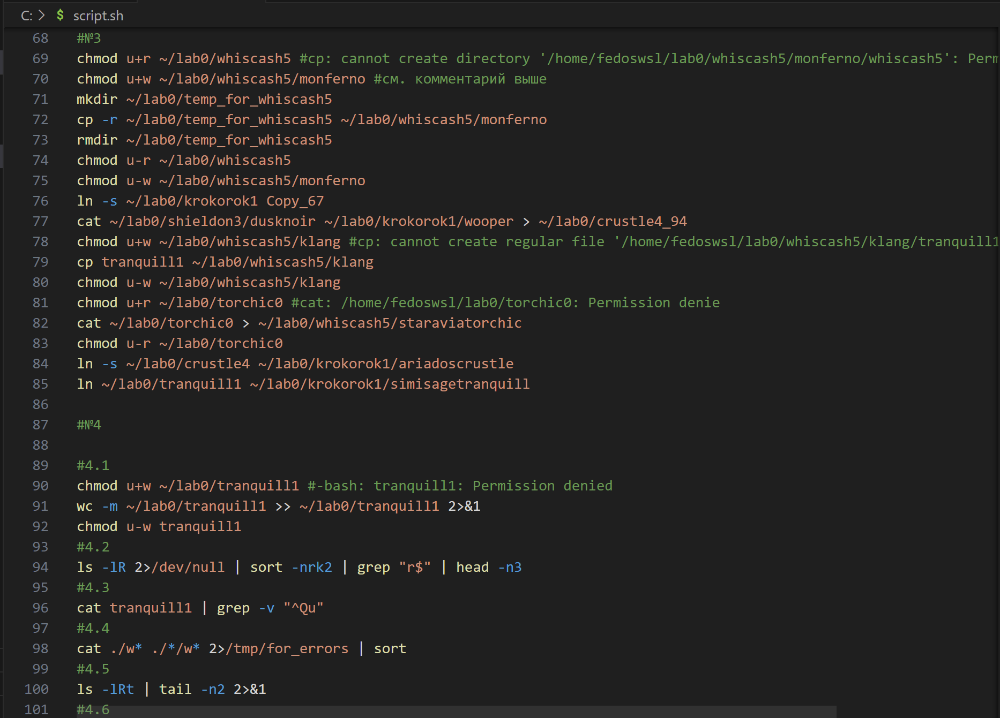 C: > $ script.sh
68 #№3
69 chmod u+r ~/lab0/whiscash5 #cp: cannot create directory '/home/fedoswsl/lab0/whiscash5/monferno/whiscash5': Perm
70 chmod u+w ~/lab0/whiscash5/monferno #см. комментарий выше
71 mkdir ~/lab0/temp_for_whiscash5
72 cp -r ~/lab0/temp_for_whiscash5 ~/lab0/whiscash5/monferno
73 rmdir ~/lab0/temp_for_whiscash5
74 chmod u-r ~/lab0/whiscash5
75 chmod u-w ~/lab0/whiscash5/monferno
76 ln -s ~/lab0/krokorok1 Copy_67
77 cat ~/lab0/shieldon3/dusknoir ~/lab0/krokorok1/wooper > ~/lab0/crustle4_94
78 chmod u+w ~/lab0/whiscash5/klang #cp: cannot create regular file '/home/fedoswsl/lab0/whiscash5/klang/tranquill1
79 cp tranquill1 ~/lab0/whiscash5/klang
80 chmod u-w ~/lab0/whiscash5/klang
81 chmod u+r ~/lab0/torchic0 #cat: /home/fedoswsl/lab0/torchic0: Permission denie
82 cat ~/lab0/torchic0 > ~/lab0/whiscash5/staraviatorchic
83 chmod u-r ~/lab0/torchic0
84 ln -s ~/lab0/crustle4 ~/lab0/krokorok1/ariadoscrustle
85 ln ~/lab0/tranquill1 ~/lab0/krokorok1/simisagetranquill
86
87 #№4
88
89 #4.1
90 chmod u+w ~/lab0/tranquill1 #-bash: tranquill1: Permission denied
91 wc -m ~/lab0/tranquill1 >> ~/lab0/tranquill1 2>&1
92 chmod u-w tranquill1
93 #4.2
94 ls -lR 2>/dev/null | sort -nrk2 | grep "r$" | head -n3
95 #4.3
96 cat tranquill1 | grep -v "^Qu"
97 #4.4
98 cat ./w* ./*/w* 2>/tmp/for_errors | sort
99 #4.5
100 ls -lRt | tail -n2 2>&1
101 #4.6